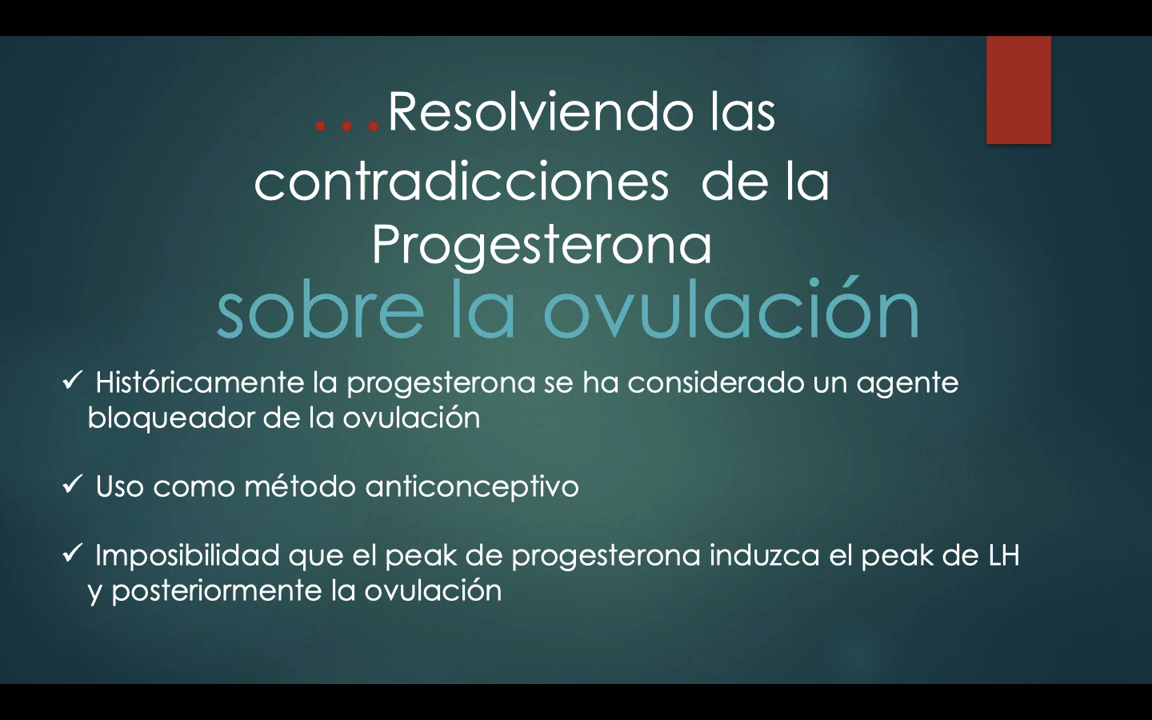 ...Resolviendo las
contradicciones de la
Progesterona
sobre la ovulación
✓ Históricamente la progesterona se ha considerado un agente
bloqueador de la ovulación
✓ Uso como método anticonceptivo
✓ Imposibilidad que el peak de progesterona induzca el peak de LH
y posteriormente la ovulación